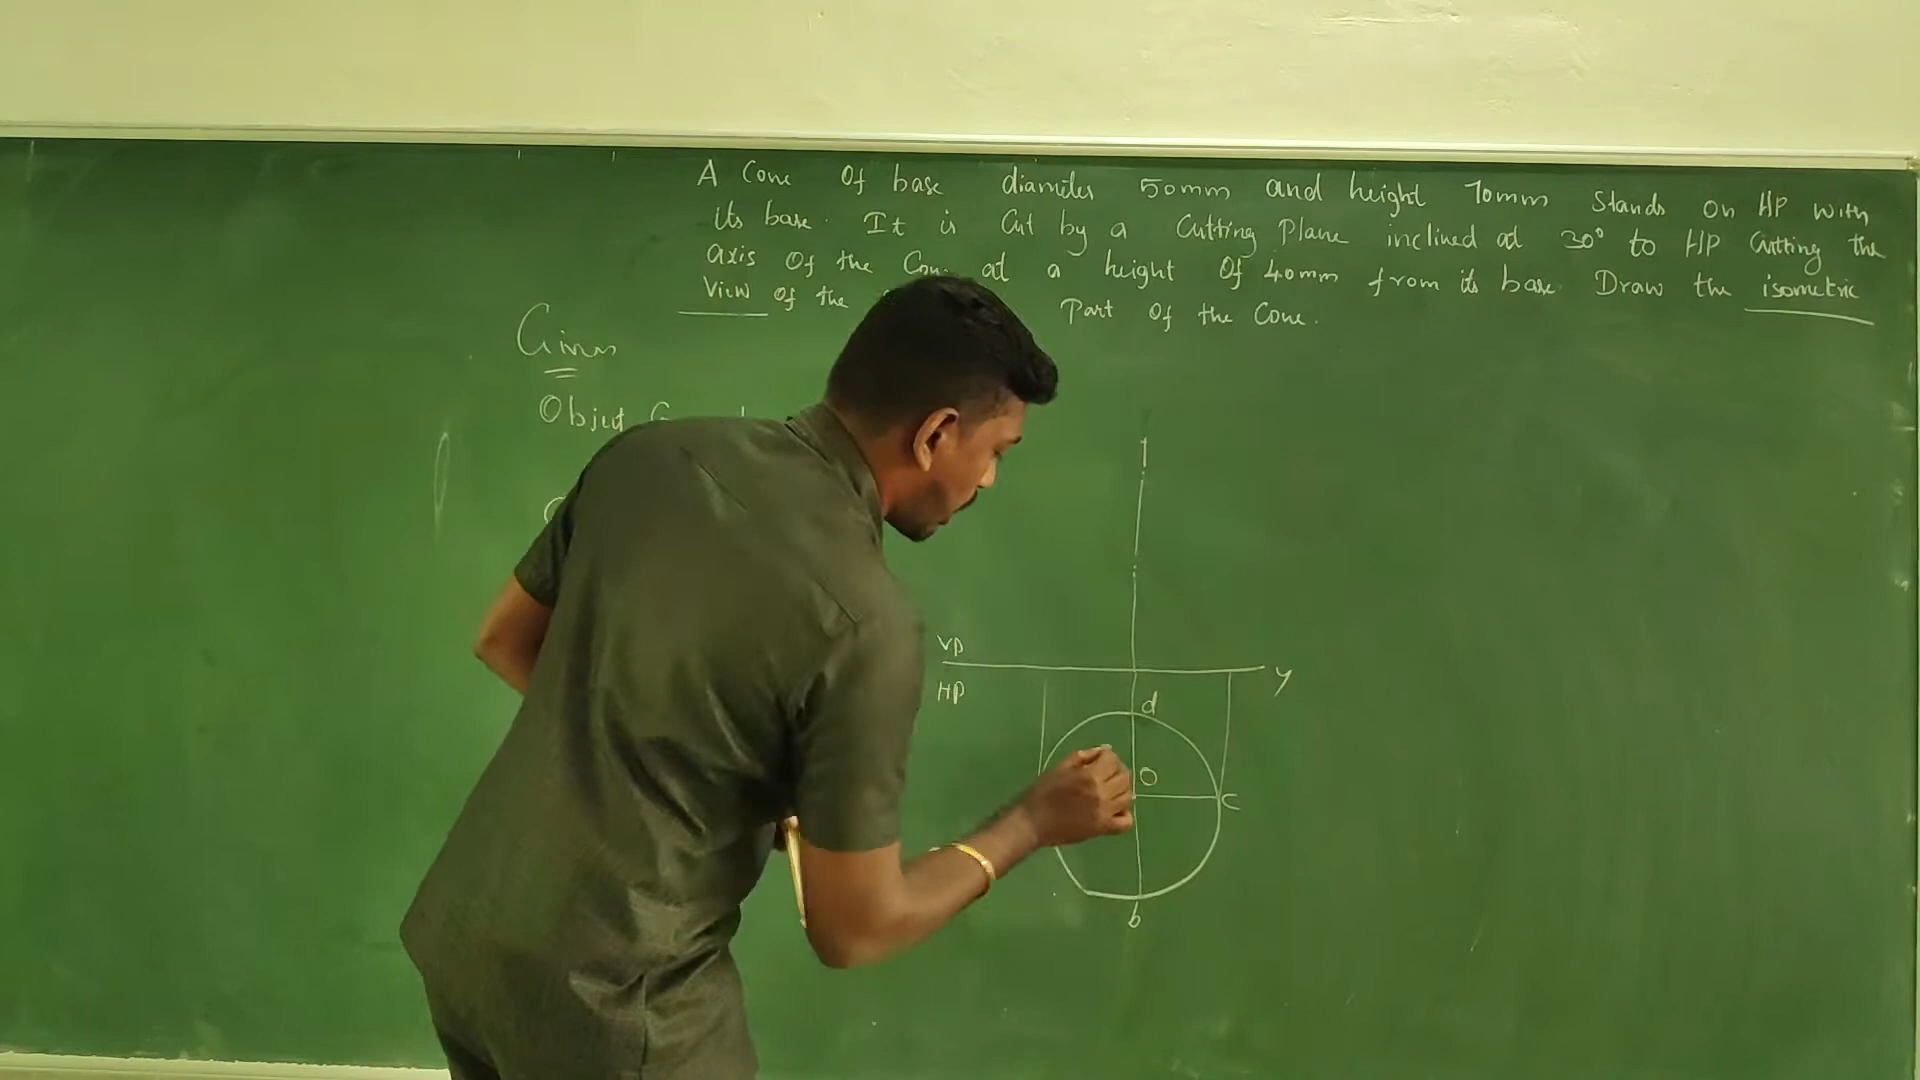 A Cone Of base diameter 50mm and height 70mm stands on HP with
its base. It is Cut by a Cutting Plane inclined at 30° to HP Cutting the
axis Of the at a height Of 40mm from its base Draw the isometric
View Of the Part Of the Cone.
Given
Object
VP
HP
y
d
O
C
b